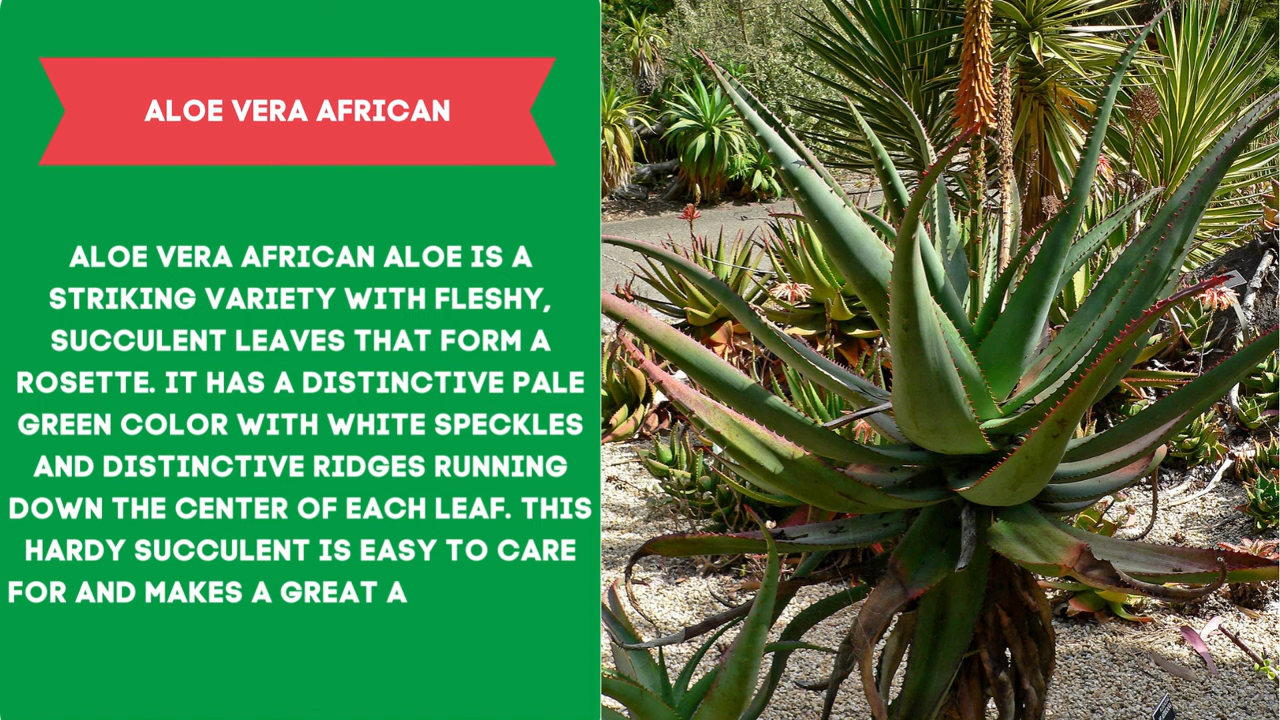 ALOE VERA AFRICAN
ALOE VERA AFRICAN ALOE IS A
STRIKING VARIETY WITH FLESHY,
SUCCULENT LEAVES THAT FORM A
ROSETTE. IT HAS A DISTINCTIVE PALE
GREEN COLOR WITH WHITE SPECKLES
AND DISTINCTIVE RIDGES RUNNING
DOWN THE CENTER OF EACH LEAF. THIS
HARDY SUCCULENT IS EASY TO CARE
FOR AND MAKES A GREAT A